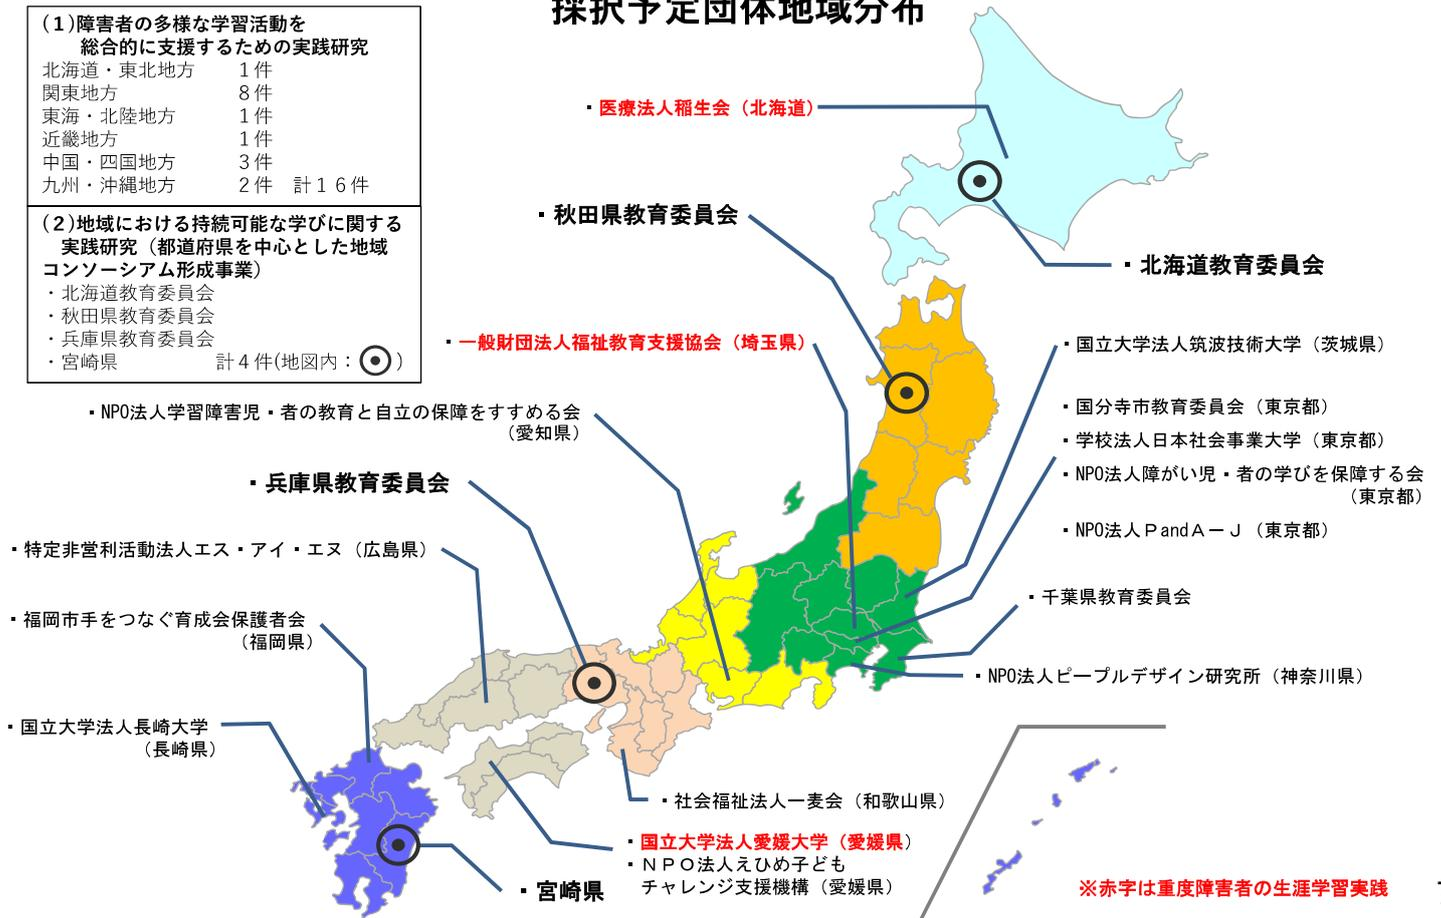 採択予定団体地域分布
(1)障害者の多様な学習活動を
総合的に支援するための実践研究
北海道・東北地方 1件
関東地方 8件
東海・北陸地方 1件
近畿地方 1件
中国・四国地方 3件
九州・沖縄地方 2件 計16件
(2)地域における持続可能な学びに関する
実践研究（都道府県を中心とした地域
コンソーシアム形成事業）
・北海道教育委員会
・秋田県教育委員会
・兵庫県教育委員会
・宮崎県 計4件(地図内：　)
・医療法人稲生会（北海道）
・秋田県教育委員会
・北海道教育委員会
・一般財団法人福祉教育支援協会（埼玉県）
・国立大学法人筑波技術大学（茨城県）
・国分寺市教育委員会（東京都）
・学校法人日本社会事業大学（東京都）
・NPO法人障がい児・者の学びを保障する会
（東京都）
・NPO法人ＰandＡーＪ（東京都）
・NPO法人学習障害児・者の教育と自立の保障をすすめる会
（愛知県）
・兵庫県教育委員会
・特定非営利活動法人エス・アイ・エヌ（広島県）
・千葉県教育委員会
・福岡市手をつなぐ育成会保護者会
（福岡県）
・NPO法人ピープルデザイン研究所（神奈川県）
・国立大学法人長崎大学
（長崎県）
・社会福祉法人一麦会（和歌山県）
・国立大学法人愛媛大学（愛媛県）
・ＮＰＯ法人えひめ子ども
チャレンジ支援機構（愛媛県）
・宮崎県
※赤字は重度障害者の生涯学習実践